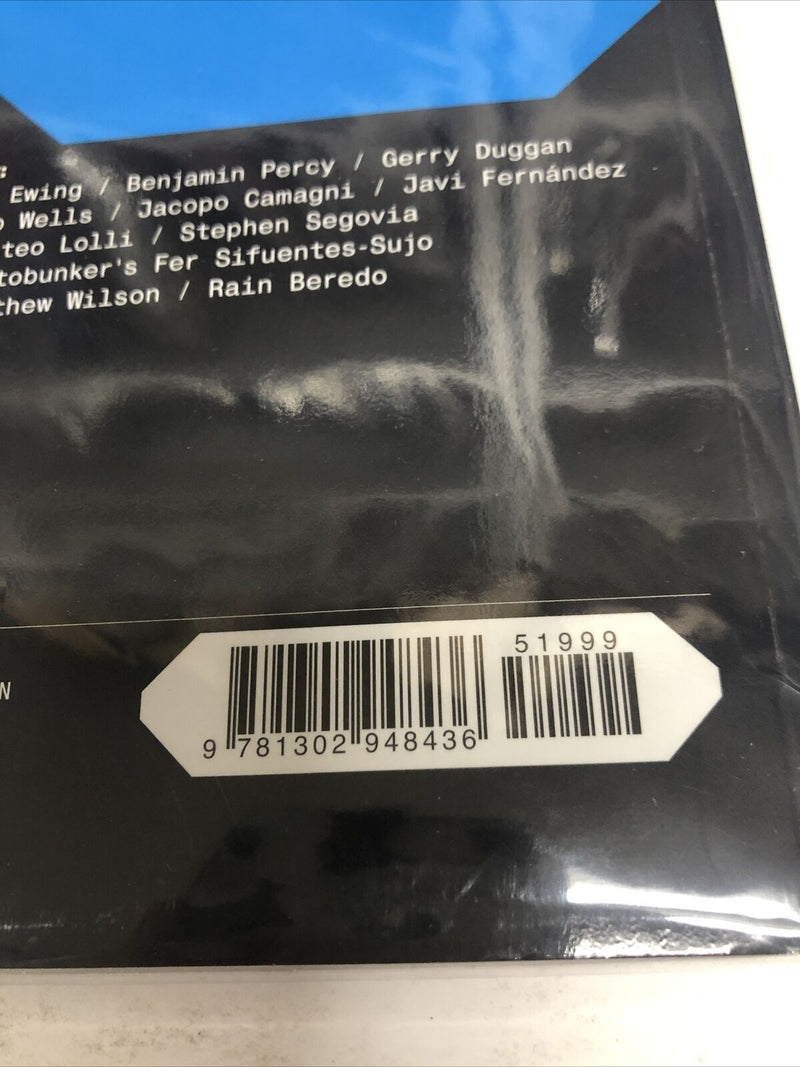 Ewing / Benjamin Percy / Gerry Duggan
Wells / Jacopo Camagni / Javi Fernández
teo Lolli / Stephen Segovia
tobunker's Fer Sifuentes-Sujo
thew Wilson / Rain Beredo
N
51999
9 781302 948436